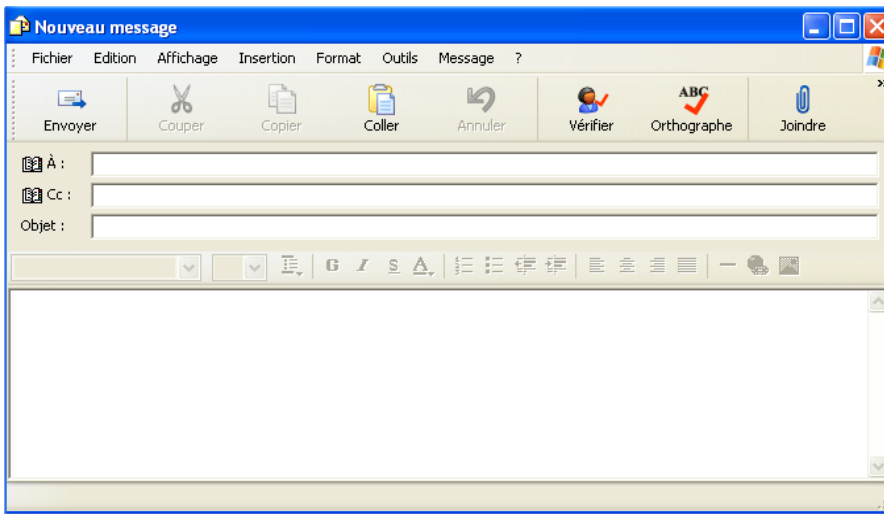 Nouveau message
Fichier Edition Affichage Insertion Format Outils Message ?
ABC
Envoyer Couper Copier Coller Annuler Vérifier Orthographe Joindre
À :
Cc :
Objet :
G I S A